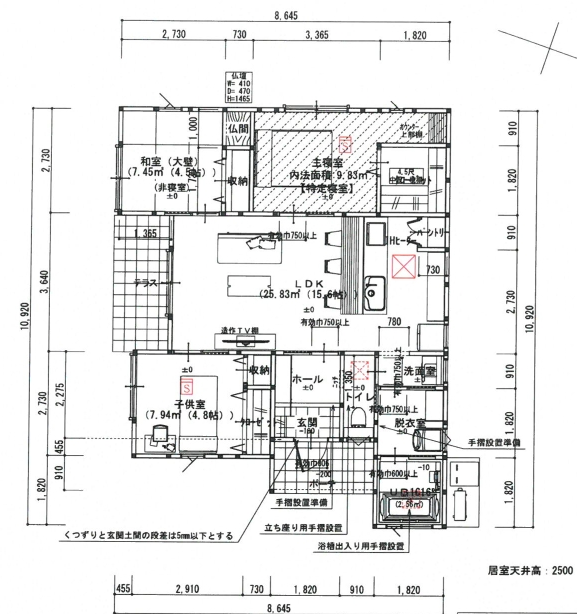 8,645
2,730 730 3,365 1,820
仏壇
W= 410
D= 470
H=1465
1,000
仏間
カウンター
上部棚
910
和室（大壁）
(7.45㎡（4.5帖）)
(非寝室)
±0
収納
主寝室
内法面積:9.83㎡
【特定寝室】
±0
4.5尺
2,730
1,820
パントリー
IHヒーター
910
1,365
有効巾750以上
730
テラス
LDK
(25.83㎡（15.6帖）)
±0
3,640
10,920
2,730
10,920
造作TV棚
有効巾750以上
780
±0
収納
ホール
±0
ニッチ
1,350
±0
トイレ
有効巾750以上
洗面室
±0
910
子供室
(7.94㎡（4.8帖）)
2,275
2,730
クローゼット
玄関
有効巾750以上
脱衣室
±0
1,820
手摺設置準備
455
910
1,820
-200
ポーチ
有効巾600以上
-10
UB1616
1,820
手摺設置準備
くつずりと玄関土間の段差は5mm以下とする
立ち座り用手摺設置
浴槽出入り用手摺設置
居室天井高：2500
455 2,910 730 1,820 910 1,820
8,645